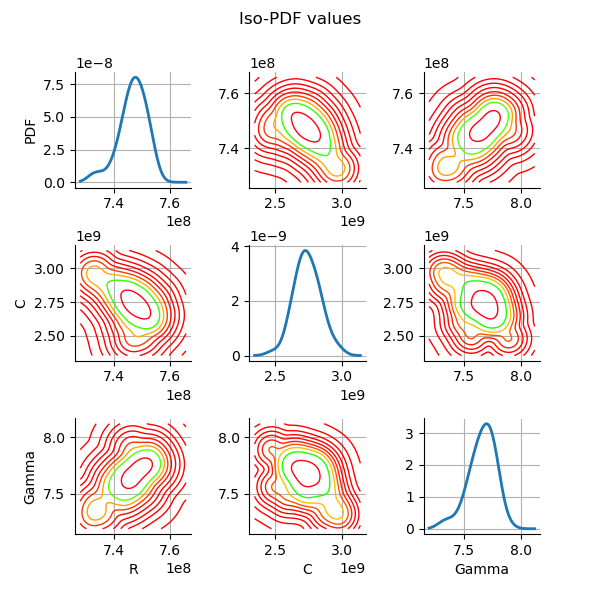 Iso-PDF values
1e−8 1e8 1e8
7.5 7.6 7.6
5.0
PDF
2.5 7.4 7.4
0.0
7.4 7.6 2.5 3.0 7.5 8.0
1e8 1e9
1e9 1e−9 1e9
4
3.00 3.00
C 2.75 2 2.75
2.50 2.50
0
7.4 7.6 2.5 3.0 7.5 8.0
1e8 1e9
8.0 8.0 3
Gamma 2
7.5 7.5 1
0
7.4 7.6 2.5 3.0 7.5 8.0
R 1e8 C 1e9 Gamma